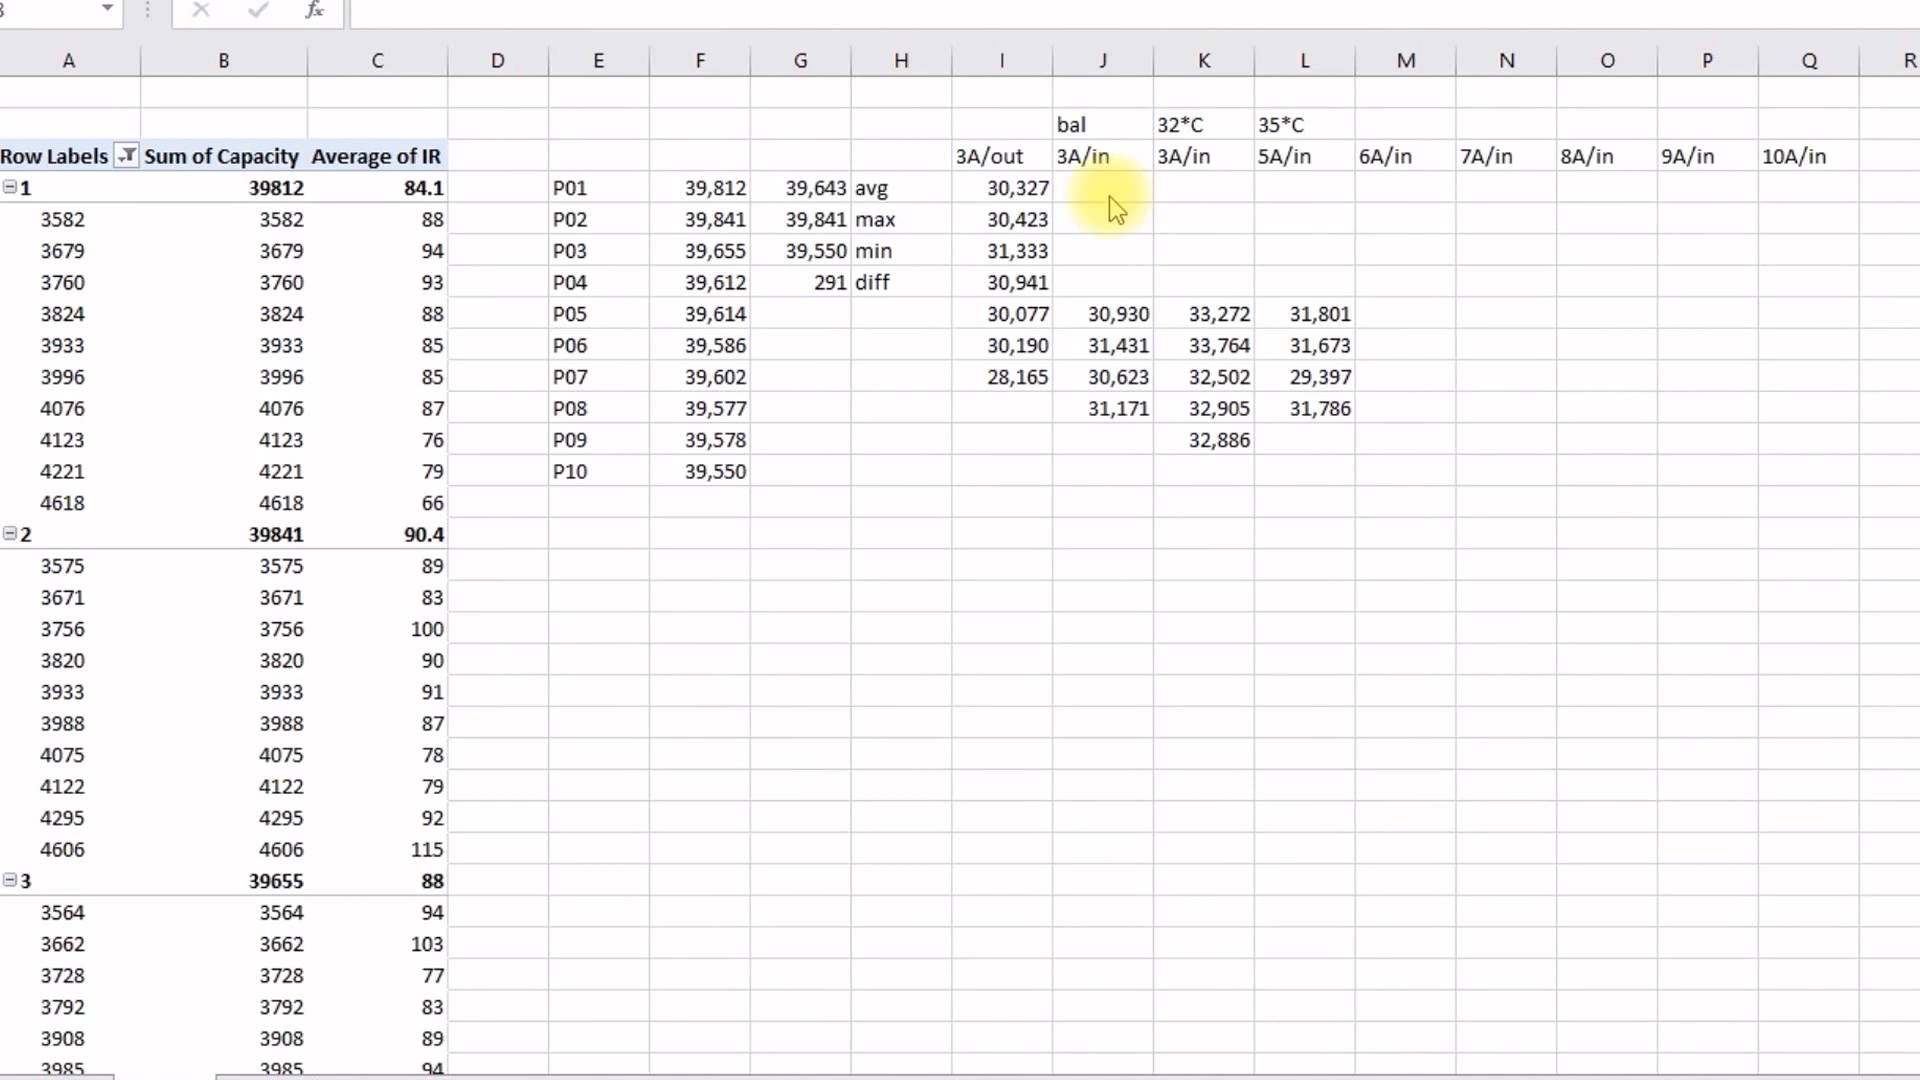 fx
A B C D E F G H I J K L M N O P Q R
bal 32*C 35*C
Row Labels Sum of Capacity Average of IR 3A/out 3A/in 3A/in 5A/in 6A/in 7A/in 8A/in 9A/in 10A/in
1 39812 84.1 P01 39,812 39,643 avg 30,327
3582 3582 88 P02 39,841 39,841 max 30,423
3679 3679 94 P03 39,655 39,550 min 31,333
3760 3760 93 P04 39,612 291 diff 30,941
3824 3824 88 P05 39,614 30,077 30,930 33,272 31,801
3933 3933 85 P06 39,586 30,190 31,431 33,764 31,673
3996 3996 85 P07 39,602 28,165 30,623 32,502 29,397
4076 4076 87 P08 39,577 31,171 32,905 31,786
4123 4123 76 P09 39,578 32,886
4221 4221 79 P10 39,550
4618 4618 66
2 39841 90.4
3575 3575 89
3671 3671 83
3756 3756 100
3820 3820 90
3933 3933 91
3988 3988 87
4075 4075 78
4122 4122 79
4295 4295 92
4606 4606 115
3 39655 88
3564 3564 94
3662 3662 103
3728 3728 77
3792 3792 83
3908 3908 89
3985 3985 94